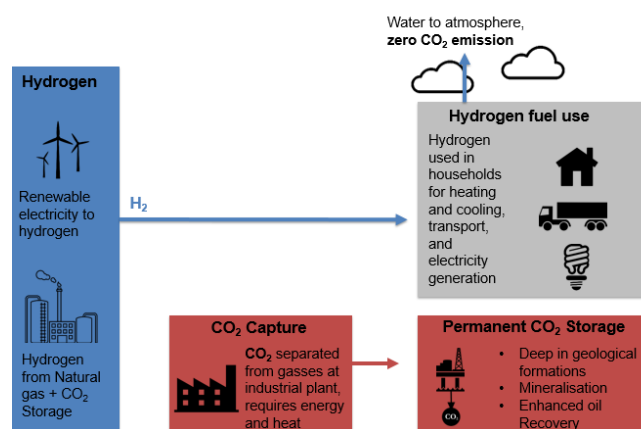 Water to atmosphere,
zero CO₂ emission
Hydrogen
Renewable
electricity to
hydrogen
Hydrogen
from Natural
gas + CO₂
Storage
H₂
Hydrogen fuel use
Hydrogen
used in
households
for heating
and cooling,
transport,
and
electricity
generation
CO₂ Capture
CO₂ separated
from gasses at
industrial plant,
requires energy
and heat
Permanent CO₂ Storage
• Deep in geological
formations
• Mineralisation
• Enhanced oil
Recovery
CO₂